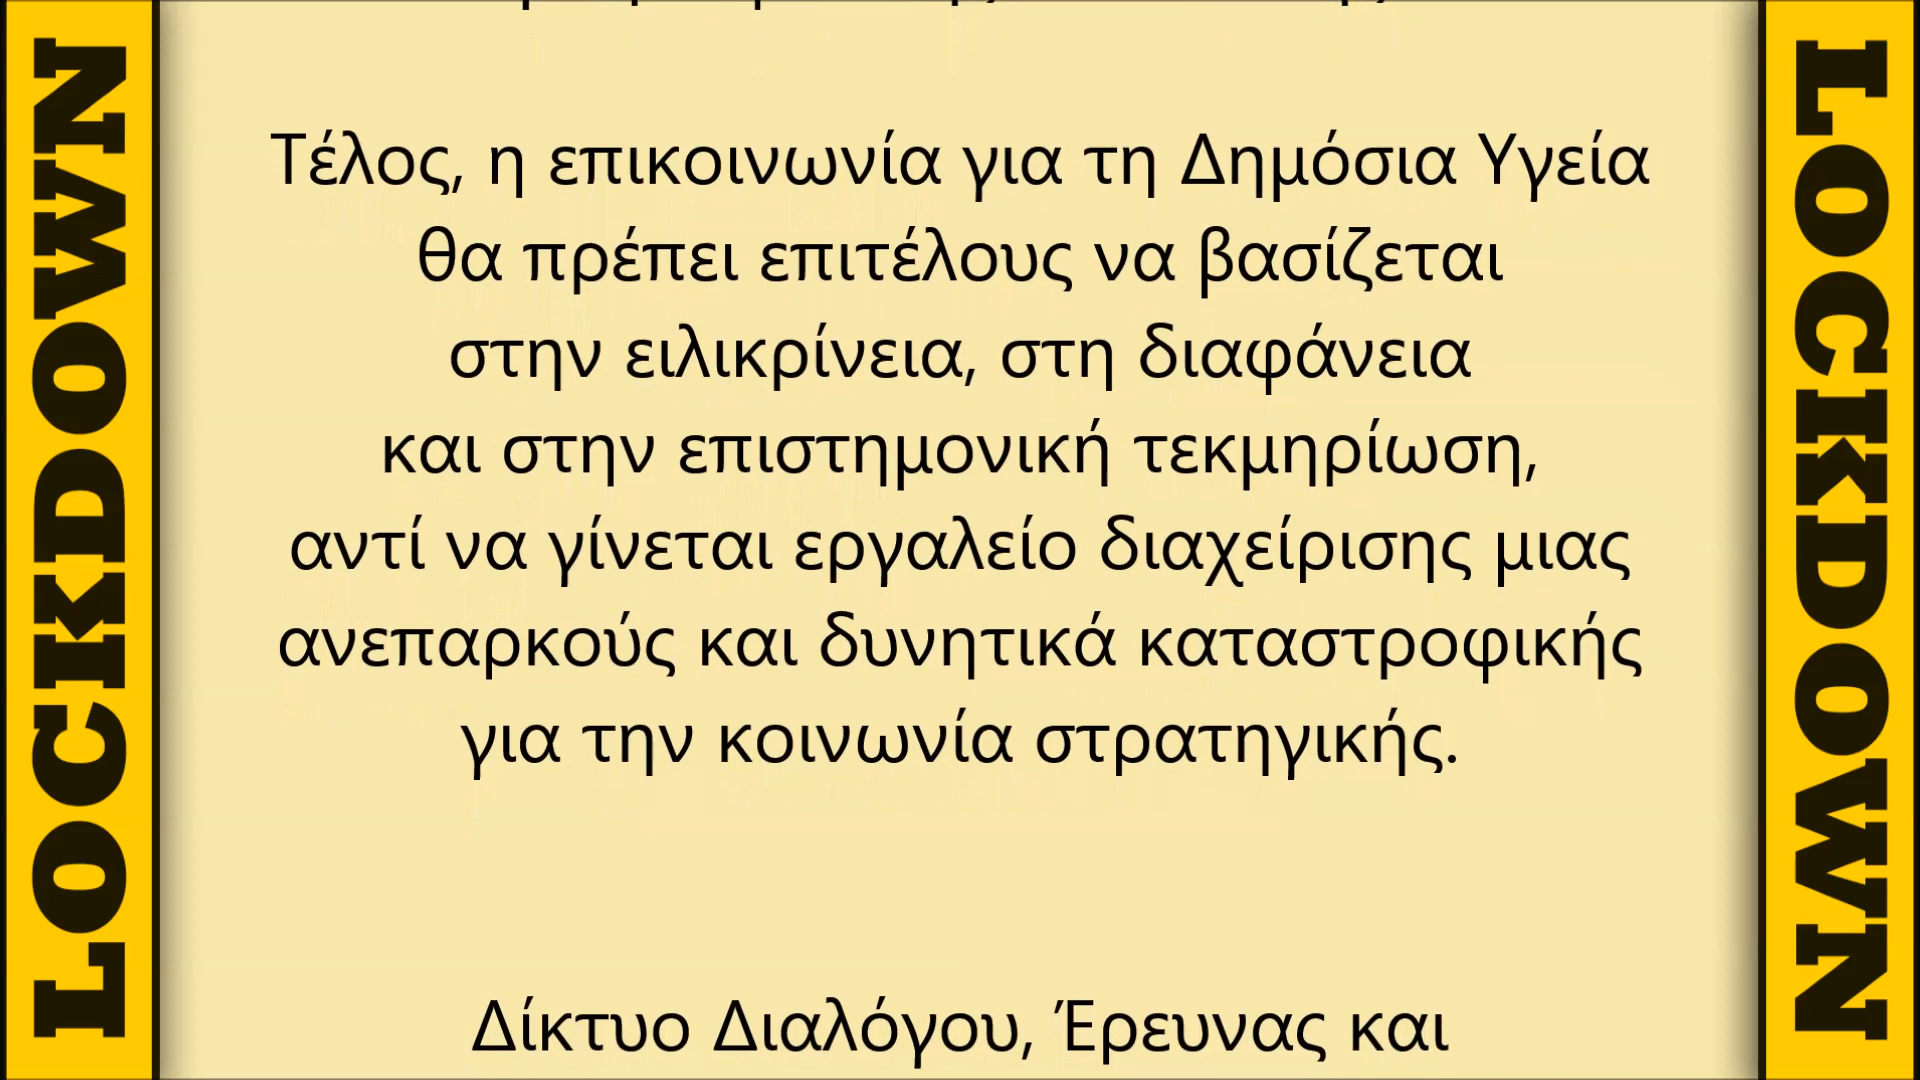 LOCKDOWN
Τέλος, η επικοινωνία για τη Δημόσια Υγεία
θα πρέπει επιτέλους να βασίζεται
στην ειλικρίνεια, στη διαφάνεια
και στην επιστημονική τεκμηρίωση,
αντί να γίνεται εργαλείο διαχείρισης μιας
ανεπαρκούς και δυνητικά καταστροφικής
για την κοινωνία στρατηγικής.
Δίκτυο Διαλόγου, Έρευνας και
LOCKDOWN